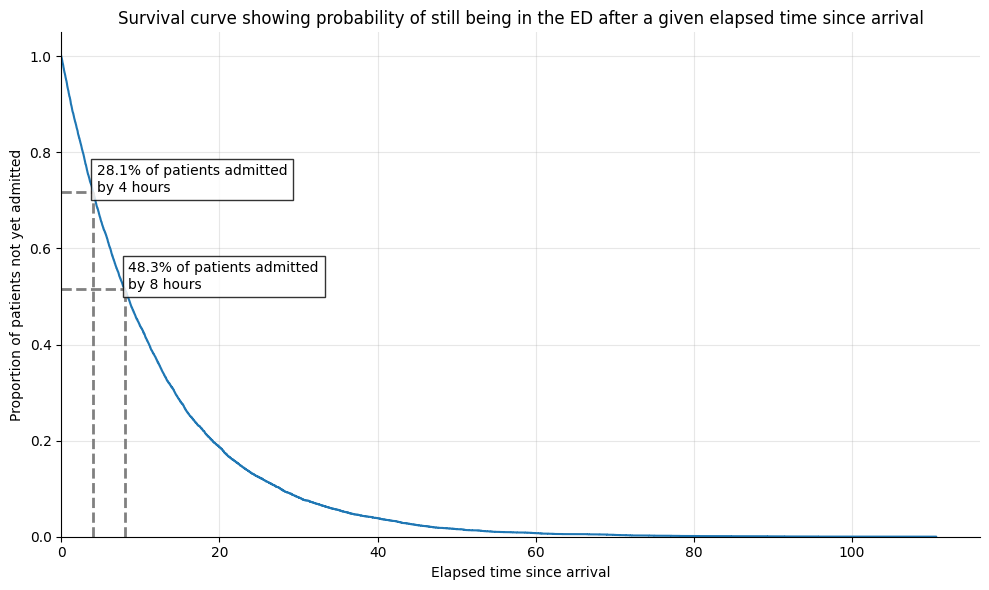 Survival curve showing probability of still being in the ED after a given elapsed time since arrival
Proportion of patients not yet admitted
1.0
0.8
0.6
0.4
0.2
0.0
28.1% of patients admitted
by 4 hours
48.3% of patients admitted
by 8 hours
0
20
40
60
80
100
Elapsed time since arrival